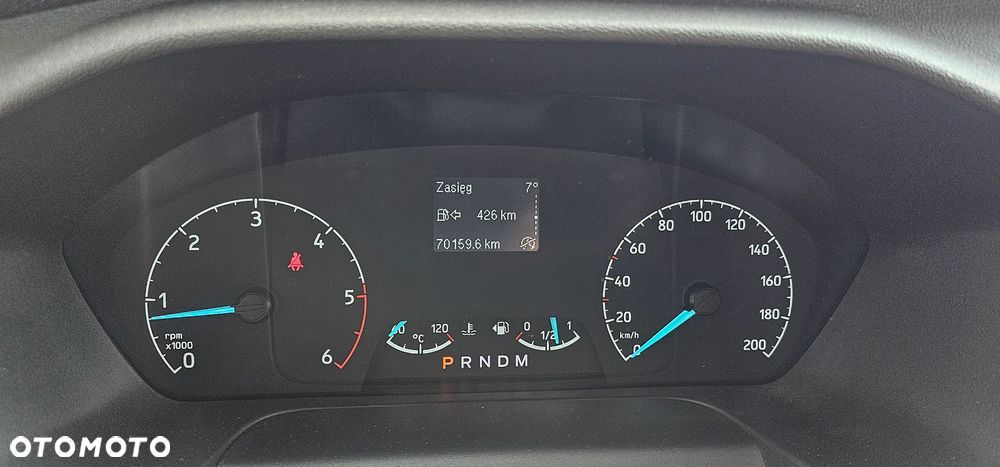 Zasięg 7°
426 km
70159.6 km
0 1 2 3 4 5 6
rpm
x1000
120
°C
0 1/2 1
P R N D M
0 20 40 60 80 100 120 140 160 180 200
km/h
OTOMOTO